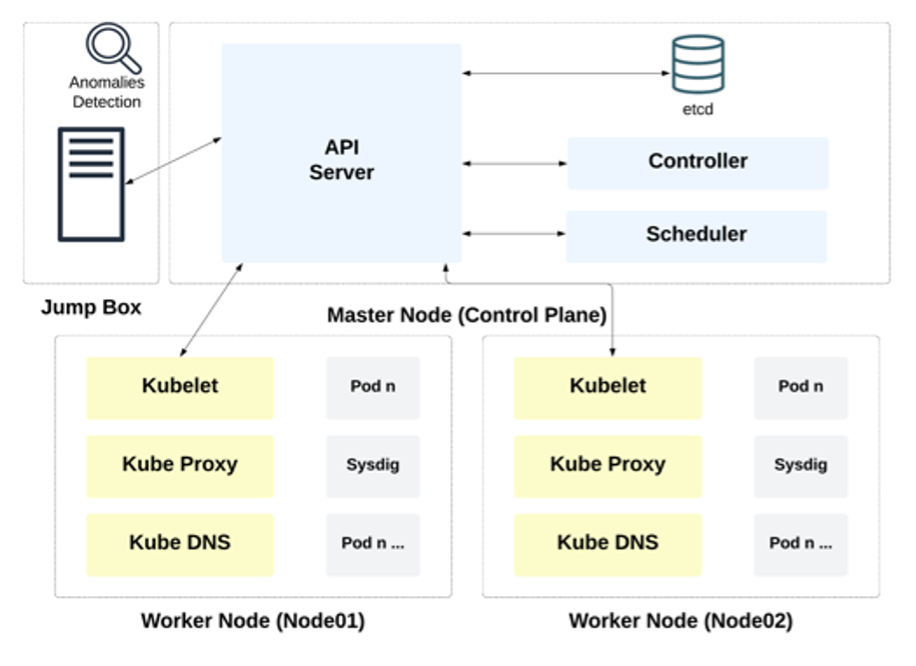 Anomalies
Detection
API
Server
etcd
Controller
Scheduler
Jump Box
Master Node (Control Plane)
Kubelet
Pod n
Kube Proxy
Sysdig
Kube DNS
Pod n ...
Worker Node (Node01)
Kubelet
Pod n
Kube Proxy
Sysdig
Kube DNS
Pod n ...
Worker Node (Node02)